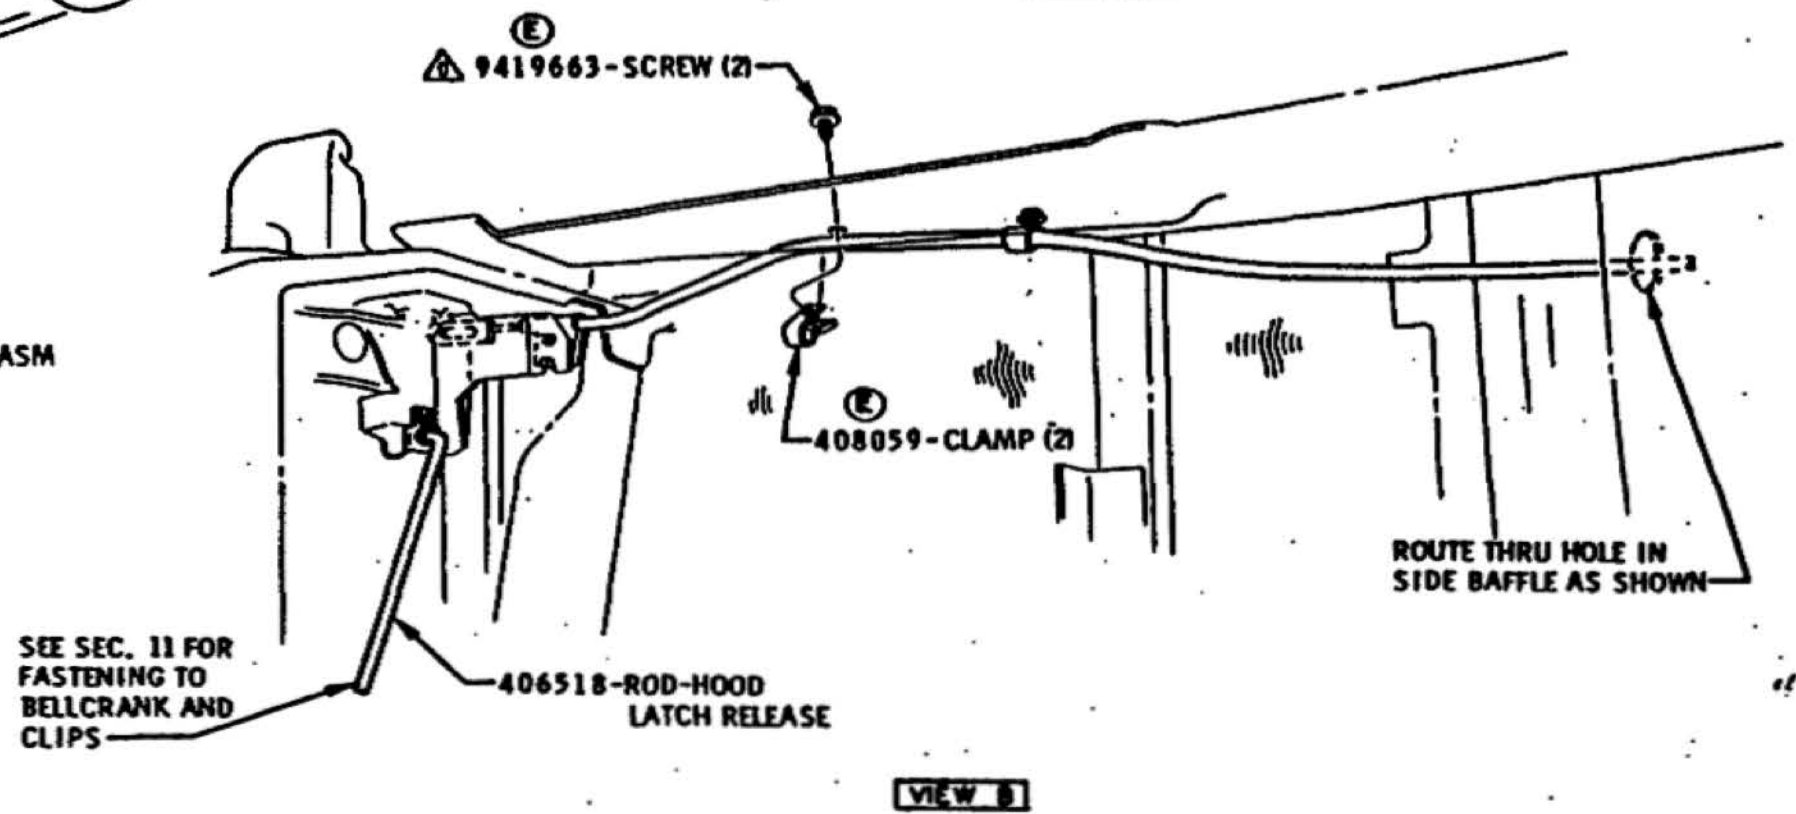 E
9419663-SCREW (2)
ASM
E
408059-CLAMP (2)
ROUTE THRU HOLE IN
SIDE BAFFLE AS SHOWN
SEE SEC. 11 FOR
FASTENING TO
BELLCRANK AND
CLIPS
406518-ROD-HOOD
LATCH RELEASE
VIEW B